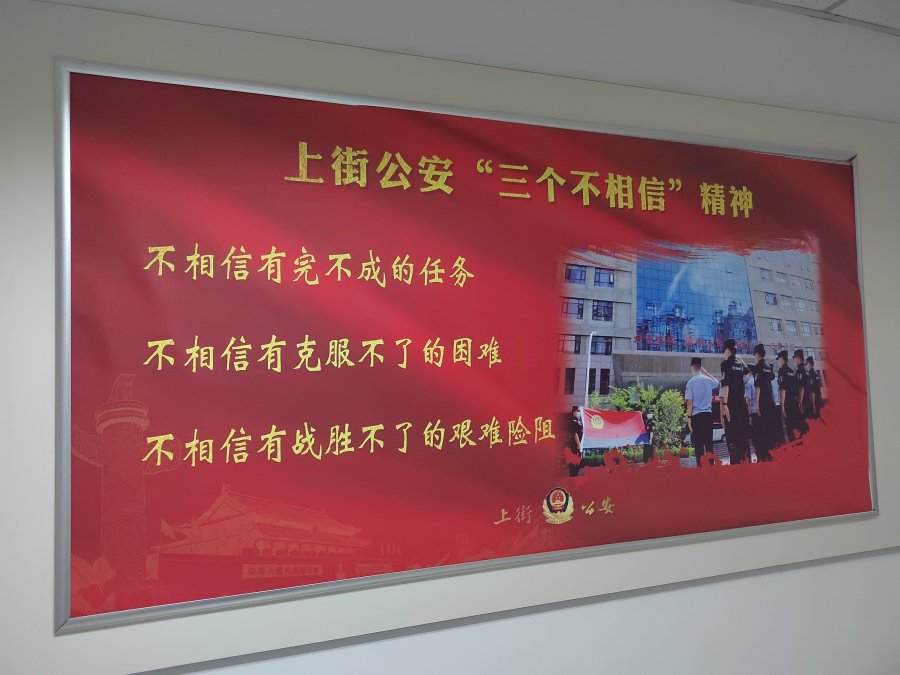 上街公安“三个不相信”精神
不相信有完不成的任务
不相信有克服不了的困难
不相信有战胜不了的艰难险阻
上街 公安